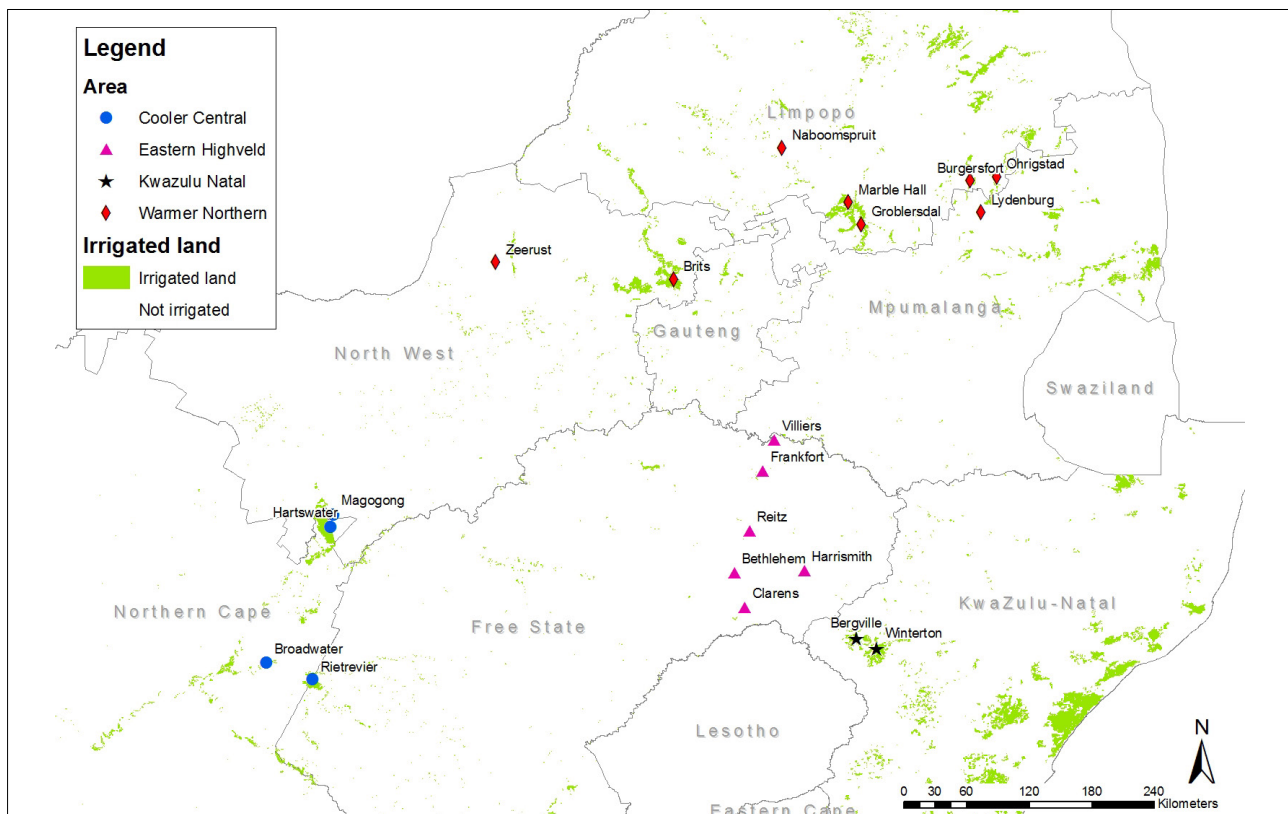 Legend
Area
Cooler Central
Eastern Highveld
Kwazulu Natal
Warmer Northern
Irrigated land
Irrigated land
Not irrigated
Limpopo
Naboomspruit
Burgersfort
Ohrigstad
Marble Hall
Lydenburg
Groblersdal
Zeerust
Brits
Mpumalanga
Gauteng
North West
Swaziland
Villiers
Frankfort
Magogong
Hartswater
Reitz
Bethlehem
Harrismith
Clarens
Northern Cape
Free State
KwaZulu-Natal
Bergville
Winterton
Broadwater
Rietrevier
Lesotho
N
Eastern Cape
0 30 60 120 180 240
Kilometers